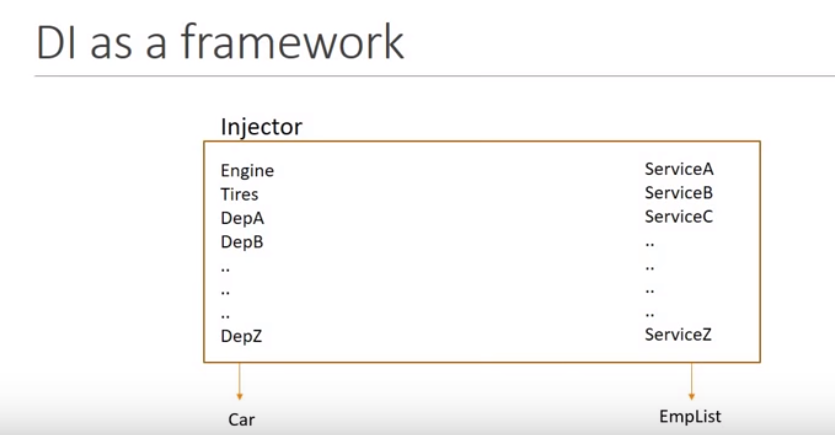 DI as a framework
Injector
Engine
Tires
DepA
DepB
..
..
..
DepZ
ServiceA
ServiceB
ServiceC
..
..
..
..
ServiceZ
Car
EmpList